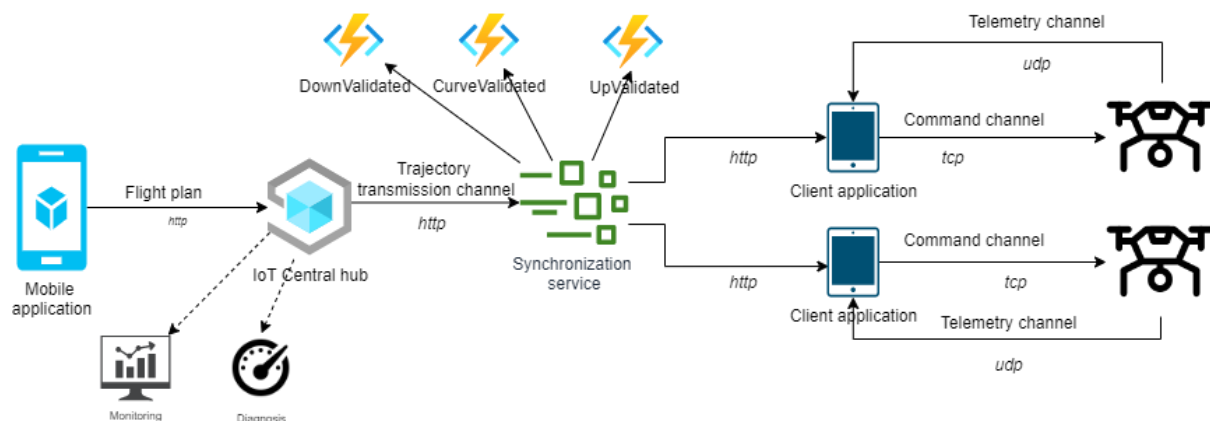 Telemetry channel
udp
DownValidated
CurveValidated
UpValidated
Command channel
tcp
http
Client application
Flight plan
http
Trajectory
transmission channel
http
IoT Central hub
Mobile
application
Synchronization
service
http
Command channel
tcp
Client application
Telemetry channel
udp
Monitoring
Diagnosis